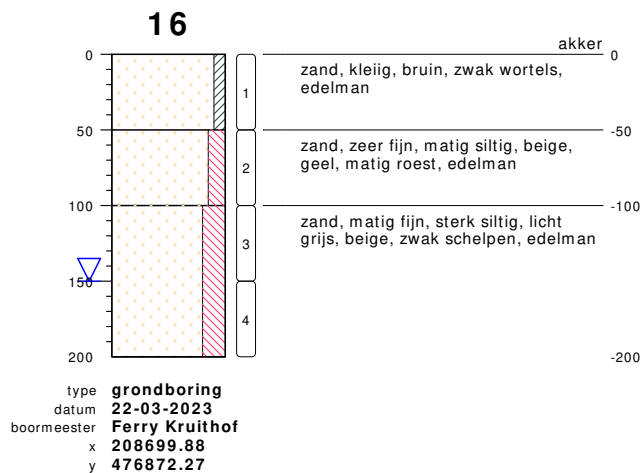 16
akker
0
0
zand, kleiig, bruin, zwak wortels,
edelman
1
50
-50
zand, zeer fijn, matig siltig, beige,
geel, matig roest, edelman
2
100
-100
zand, matig fijn, sterk siltig, licht
grijs, beige, zwak schelpen, edelman
3
150
4
200
-200
type grondboring
datum 22-03-2023
boormeester Ferry Kruithof
x 208699.88
y 476872.27